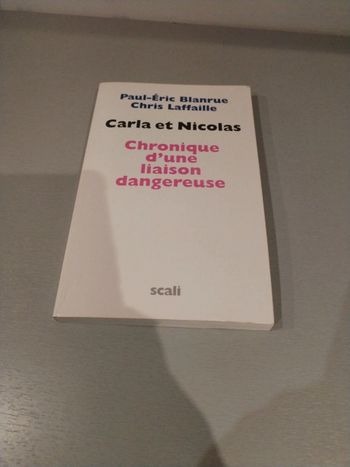 Paul-Éric Blanrue
Chris Laffaille
Carla et Nicolas
Chronique
d'une
liaison
dangereuse
scali